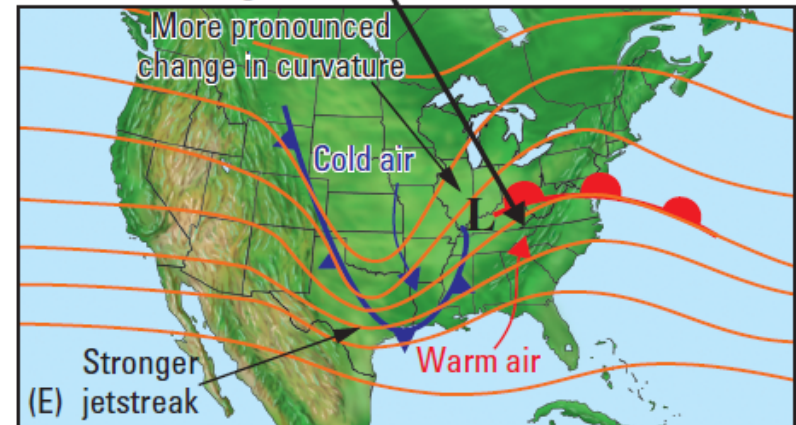 More pronounced
change in curvature
Cold air
L
Warm air
Stronger
(E) jetstreak